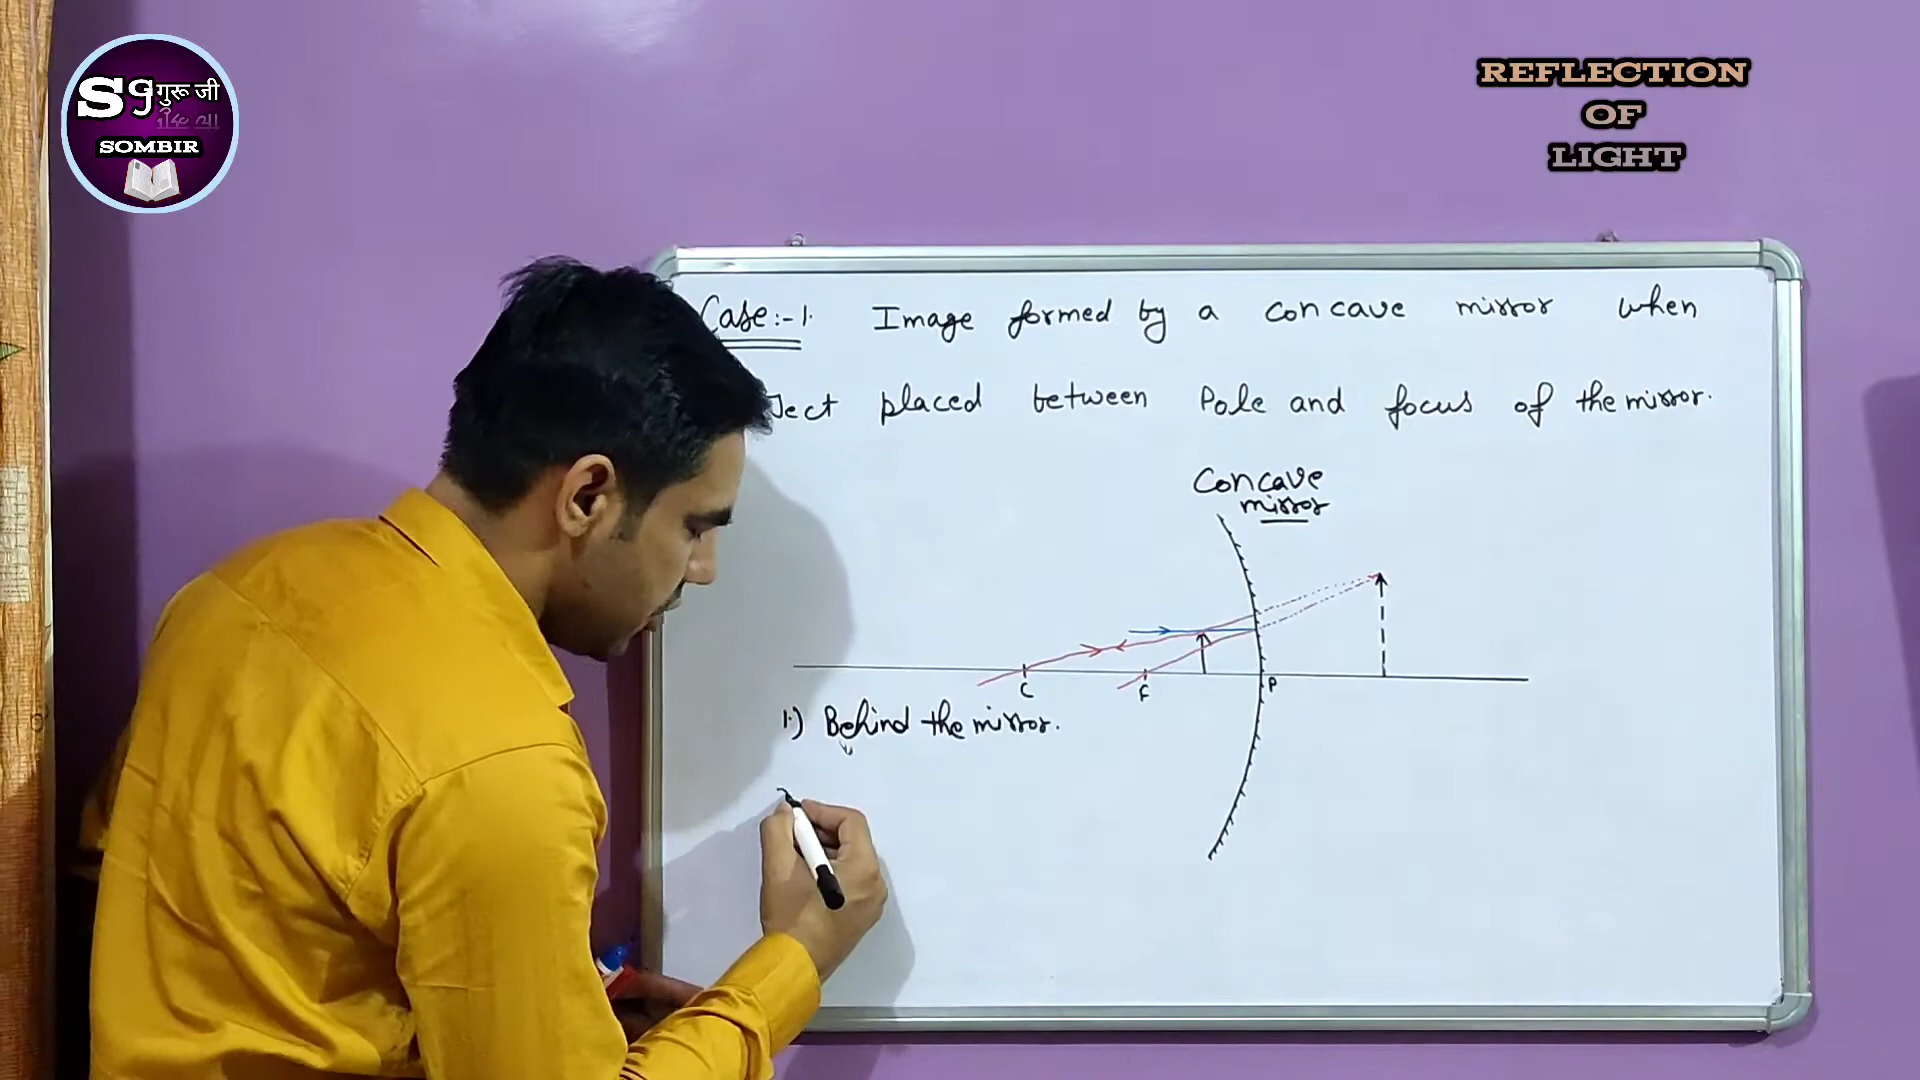 Sg गुरू जी
SOMBIR
REFLECTION
OF
LIGHT
Case:-1. Image formed by a concave mirror when
ject placed between Pole and focus of the mirror.
Concave
mirror
C
F
P
1.) Behind the mirror.